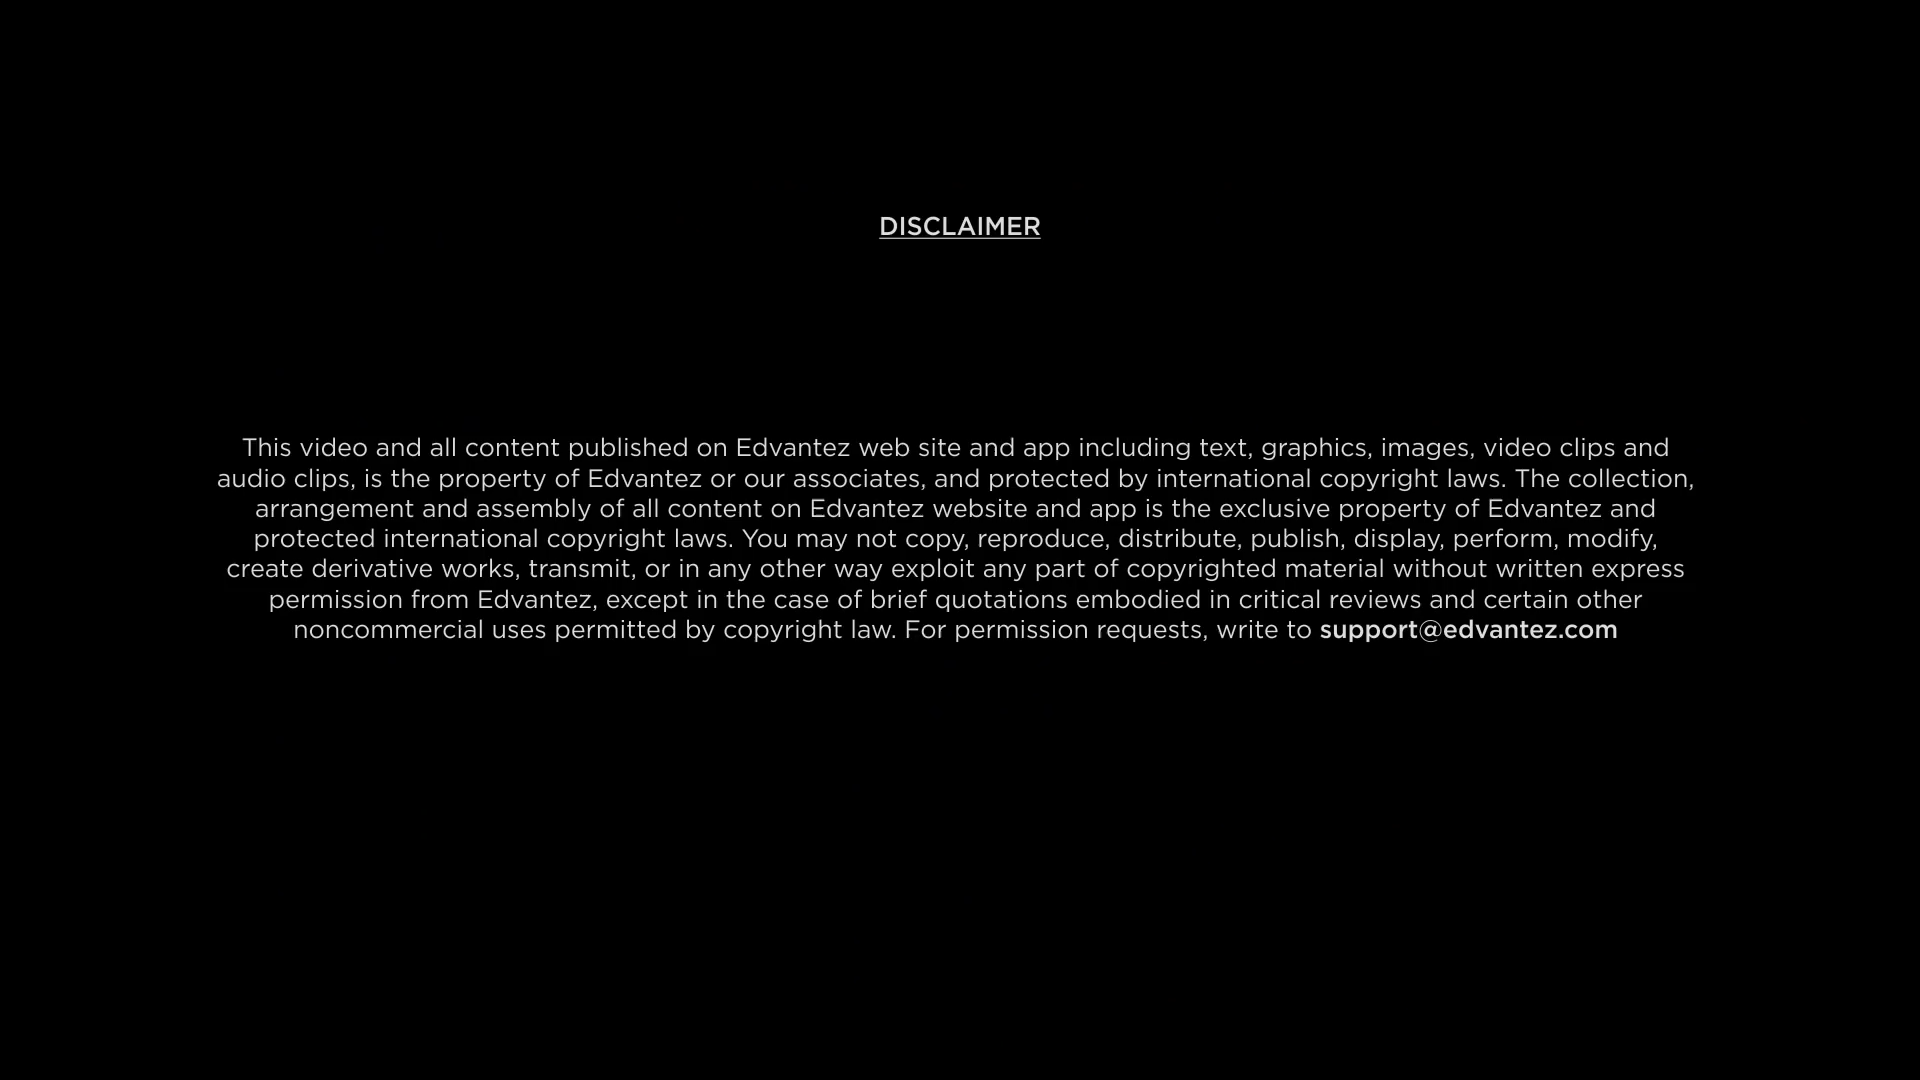 DISCLAIMER
This video and all content published on Edvantez web site and app including text, graphics, images, video clips and
audio clips, is the property of Edvantez or our associates, and protected by international copyright laws. The collection,
arrangement and assembly of all content on Edvantez website and app is the exclusive property of Edvantez and
protected international copyright laws. You may not copy, reproduce, distribute, publish, display, perform, modify,
create derivative works, transmit, or in any other way exploit any part of copyrighted material without written express
permission from Edvantez, except in the case of brief quotations embodied in critical reviews and certain other
noncommercial uses permitted by copyright law. For permission requests, write to support@edvantez.com